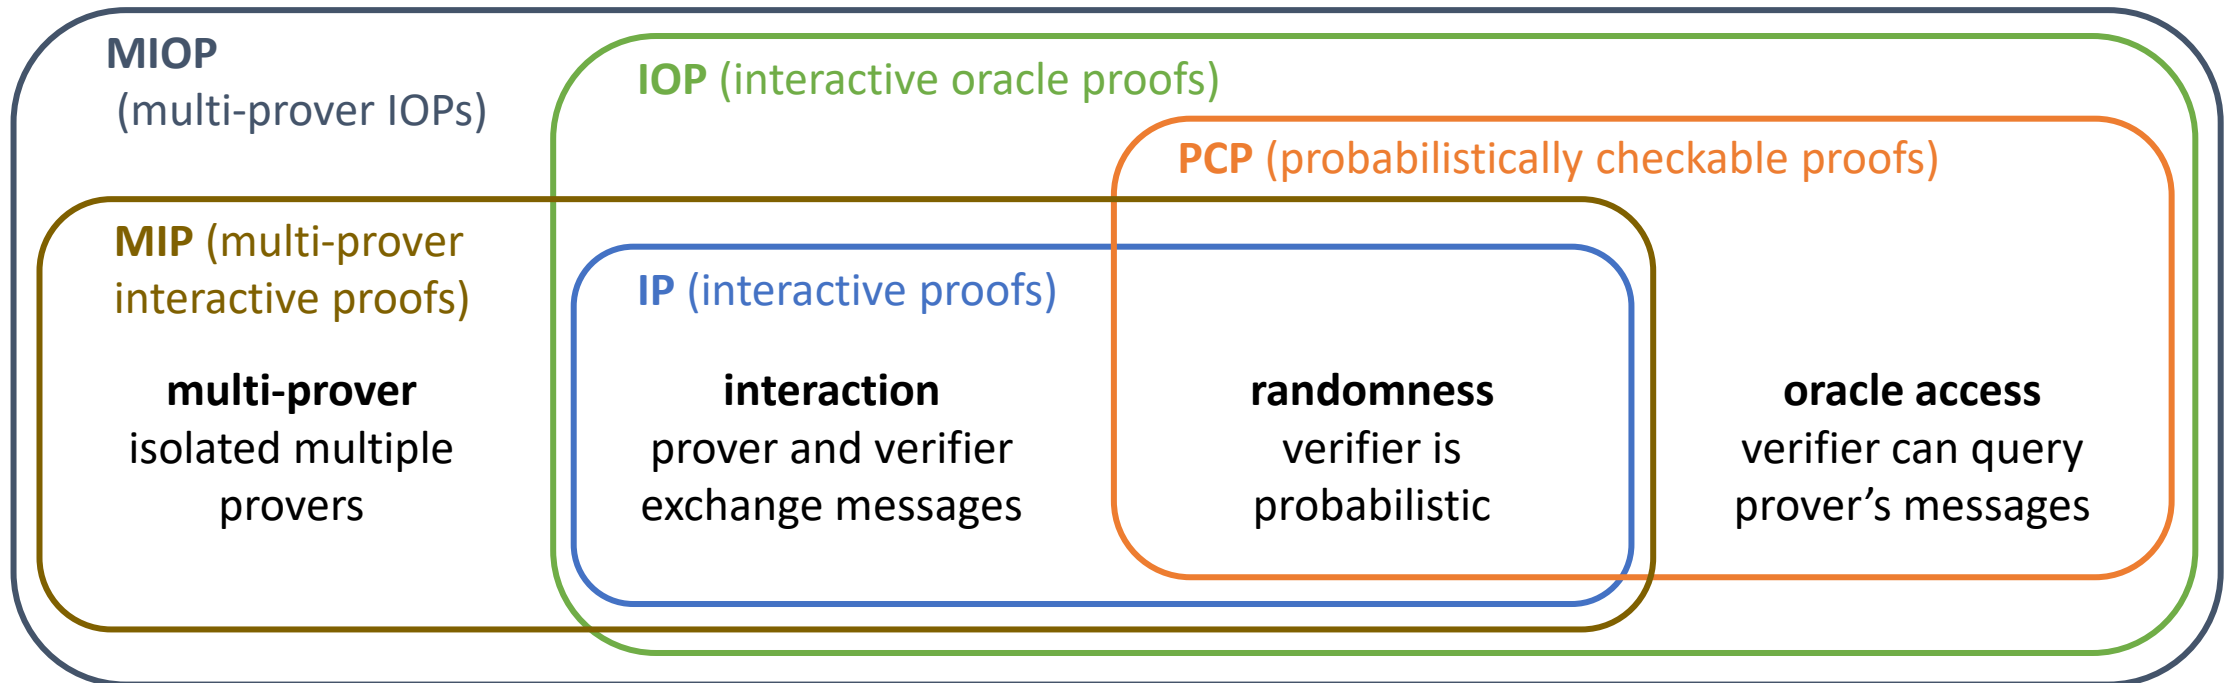 MIOP
(multi-prover IOPs)
IOP (interactive oracle proofs)
PCP (probabilistically checkable proofs)
MIP (multi-prover
interactive proofs)
IP (interactive proofs)
multi-prover
isolated multiple
provers
interaction
prover and verifier
exchange messages
randomness
verifier is
probabilistic
oracle access
verifier can query
prover’s messages